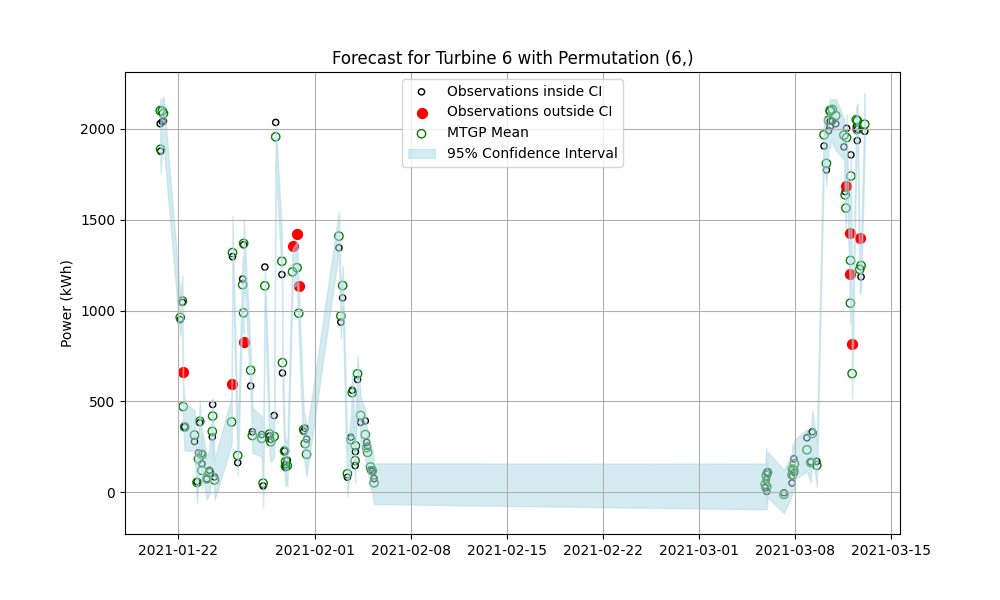 Forecast for Turbine 6 with Permutation (6,)
Observations inside CI
Observations outside CI
MTGP Mean
95% Confidence Interval
Power (kWh)
2000
1500
1000
500
0
2021-01-22
2021-02-01
2021-02-08
2021-02-15
2021-02-22
2021-03-01
2021-03-08
2021-03-15